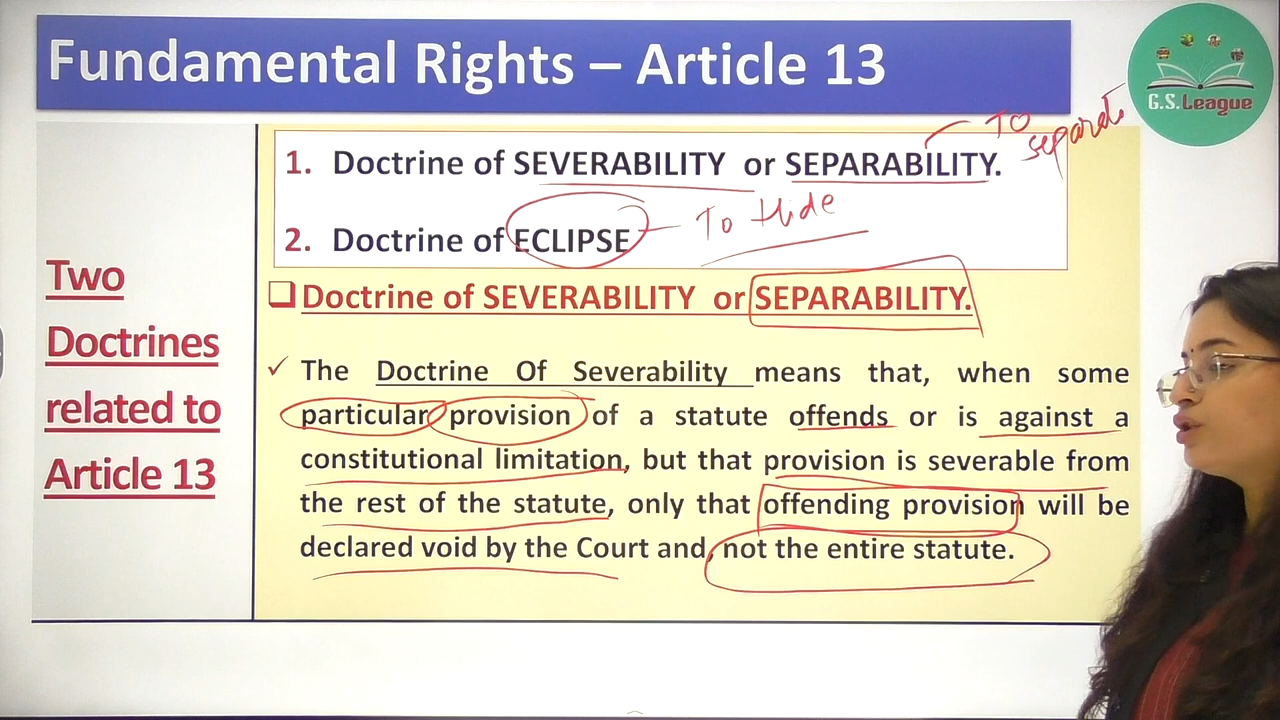 Fundamental Rights – Article 13
G.S.League
To
separate
1. Doctrine of SEVERABILITY or SEPARABILITY.
To Hide
2. Doctrine of ECLIPSE
Two
Doctrines
related to
Article 13
❑ Doctrine of SEVERABILITY or SEPARABILITY.
✓ The Doctrine Of Severability means that, when some
particular provision of a statute offends or is against a
constitutional limitation, but that provision is severable from
the rest of the statute, only that offending provision will be
declared void by the Court and, not the entire statute.